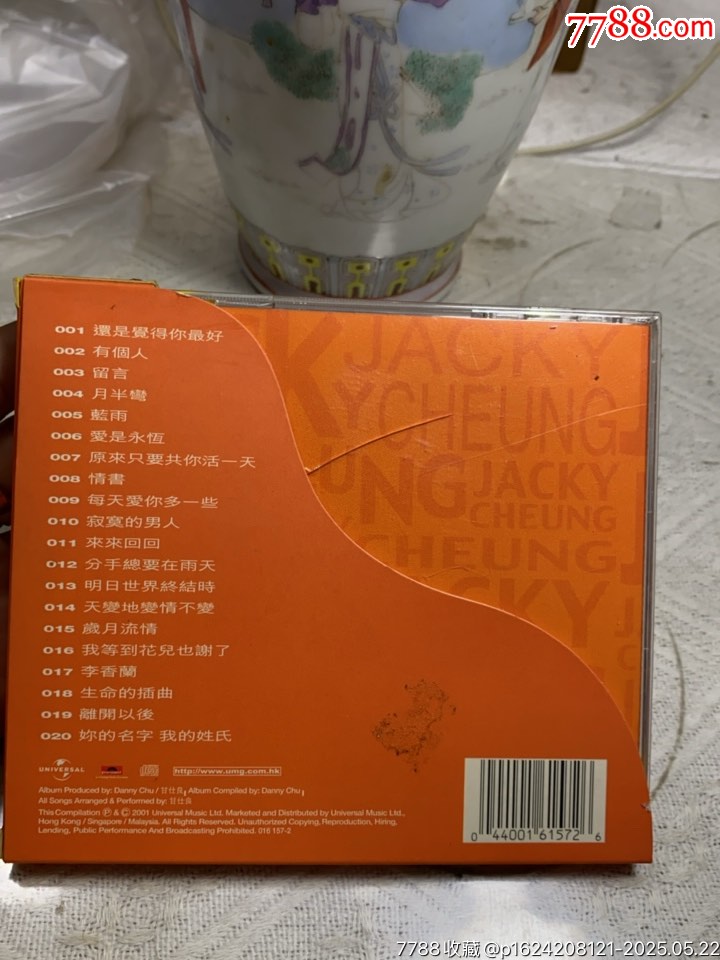 7788.com
001 還是覺得你最好
002 有個人
003 留言
004 月半彎
005 藍雨
006 愛是永恆
007 原來只要共你活一天
008 情書
009 每天愛你多一些
010 寂寞的男人
011 來來回回
012 分手總要在雨天
013 明日世界終結時
014 天變地變情不變
015 歲月流情
016 我等到花兒也謝了
017 李香蘭
018 生命的插曲
019 離開以後
020 妳的名字 我的姓氏
K JACKY
Y CHEUNG
U NG JACKY
CHEUNG
CHEUNG
CKY
UNIVERSAL
http://www.umg.com.hk
Album Produced by: Danny Chu / 甘仕良, Album Compiled by: Danny Chu
All Songs Arranged & Performed by: 甘仕良
This Compilation ℗ & © 2001 Universal Music Ltd. Marketed and Distributed by Universal Music Ltd.,
Hong Kong / Singapore / Malaysia. All Rights Reserved. Unauthorized Copying, Reproduction, Hiring,
Lending, Public Performance And Broadcasting Prohibited. 016 157-2
0 44001 61572 6
7788收藏@p1624208121-2025.05.22